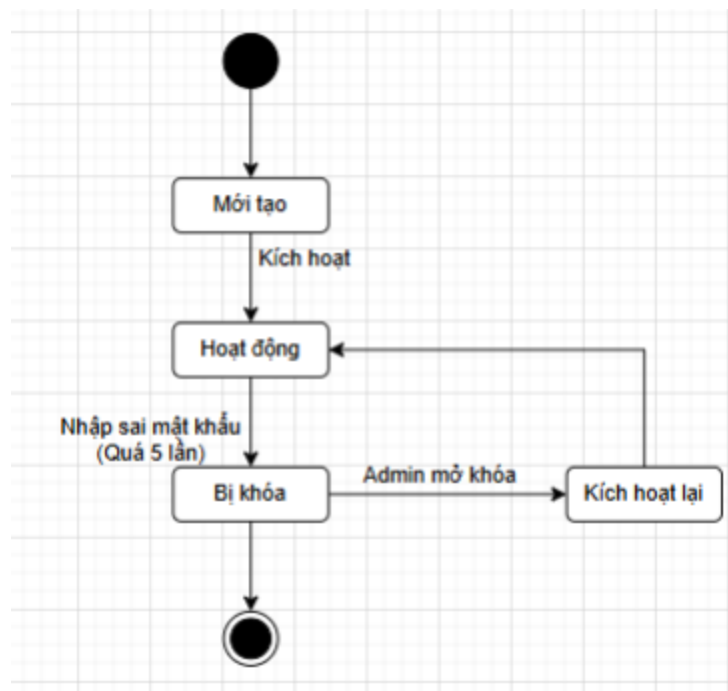 Mới tạo
Kích hoạt
Hoạt động
Nhập sai mật khẩu
(Quá 5 lần)
Bị khóa
Admin mở khóa
Kích hoạt lại